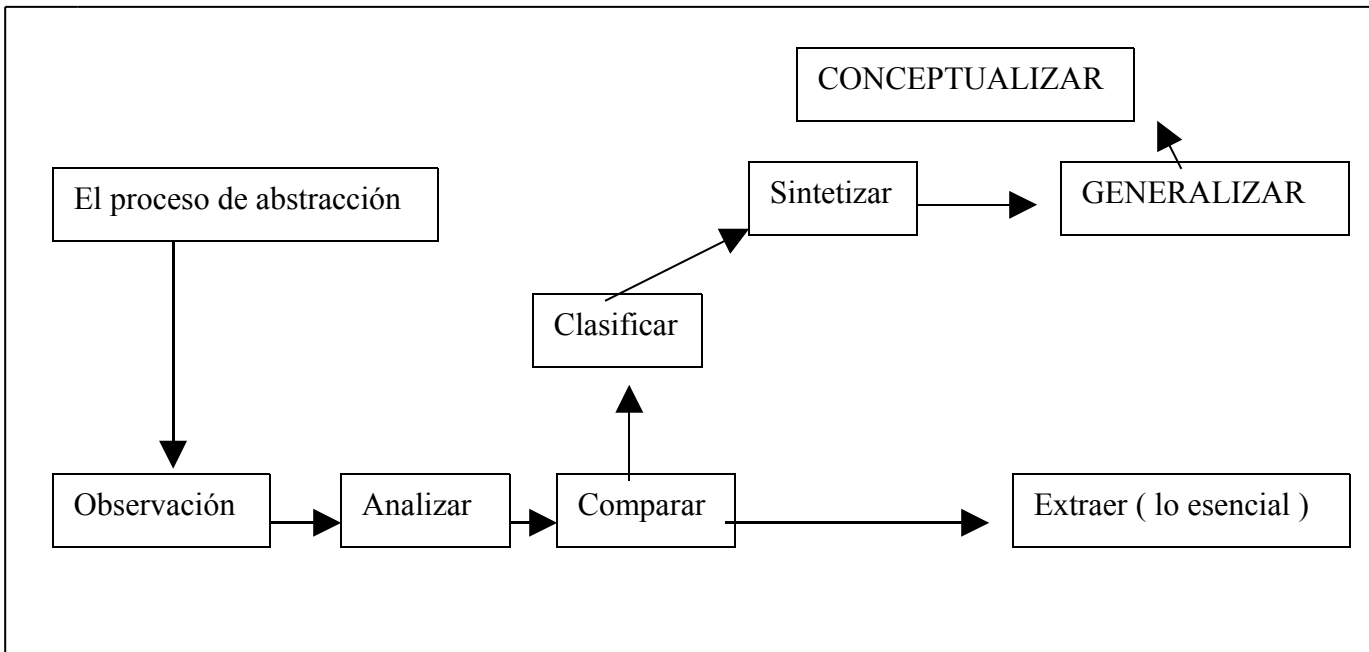 CONCEPTUALIZAR
El proceso de abstracción
Sintetizar
GENERALIZAR
Clasificar
Observación
Analizar
Comparar
Extraer ( lo esencial )